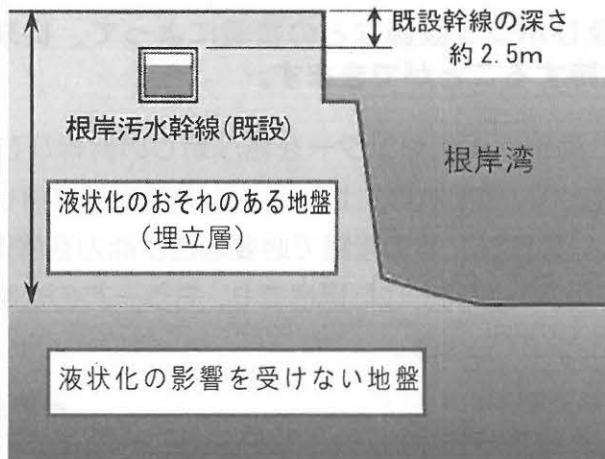 既設幹線の深さ
約2.5m
根岸汚水幹線(既設)
根岸湾
液状化のおそれのある地盤
(埋立層)
液状化の影響を受けない地盤